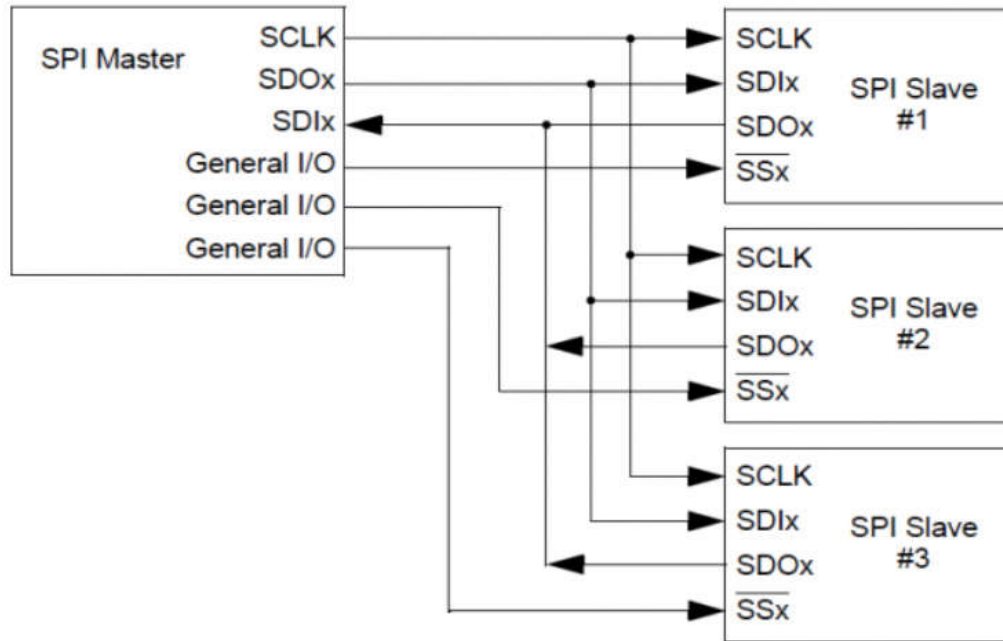 SPI Master
SCLK
SDOx
SDIx
General I/O
General I/O
General I/O
SCLK
SDIx
SDOx
SSx
SPI Slave
#1
SCLK
SDIx
SDOx
SSx
SPI Slave
#2
SCLK
SDIx
SDOx
SSx
SPI Slave
#3